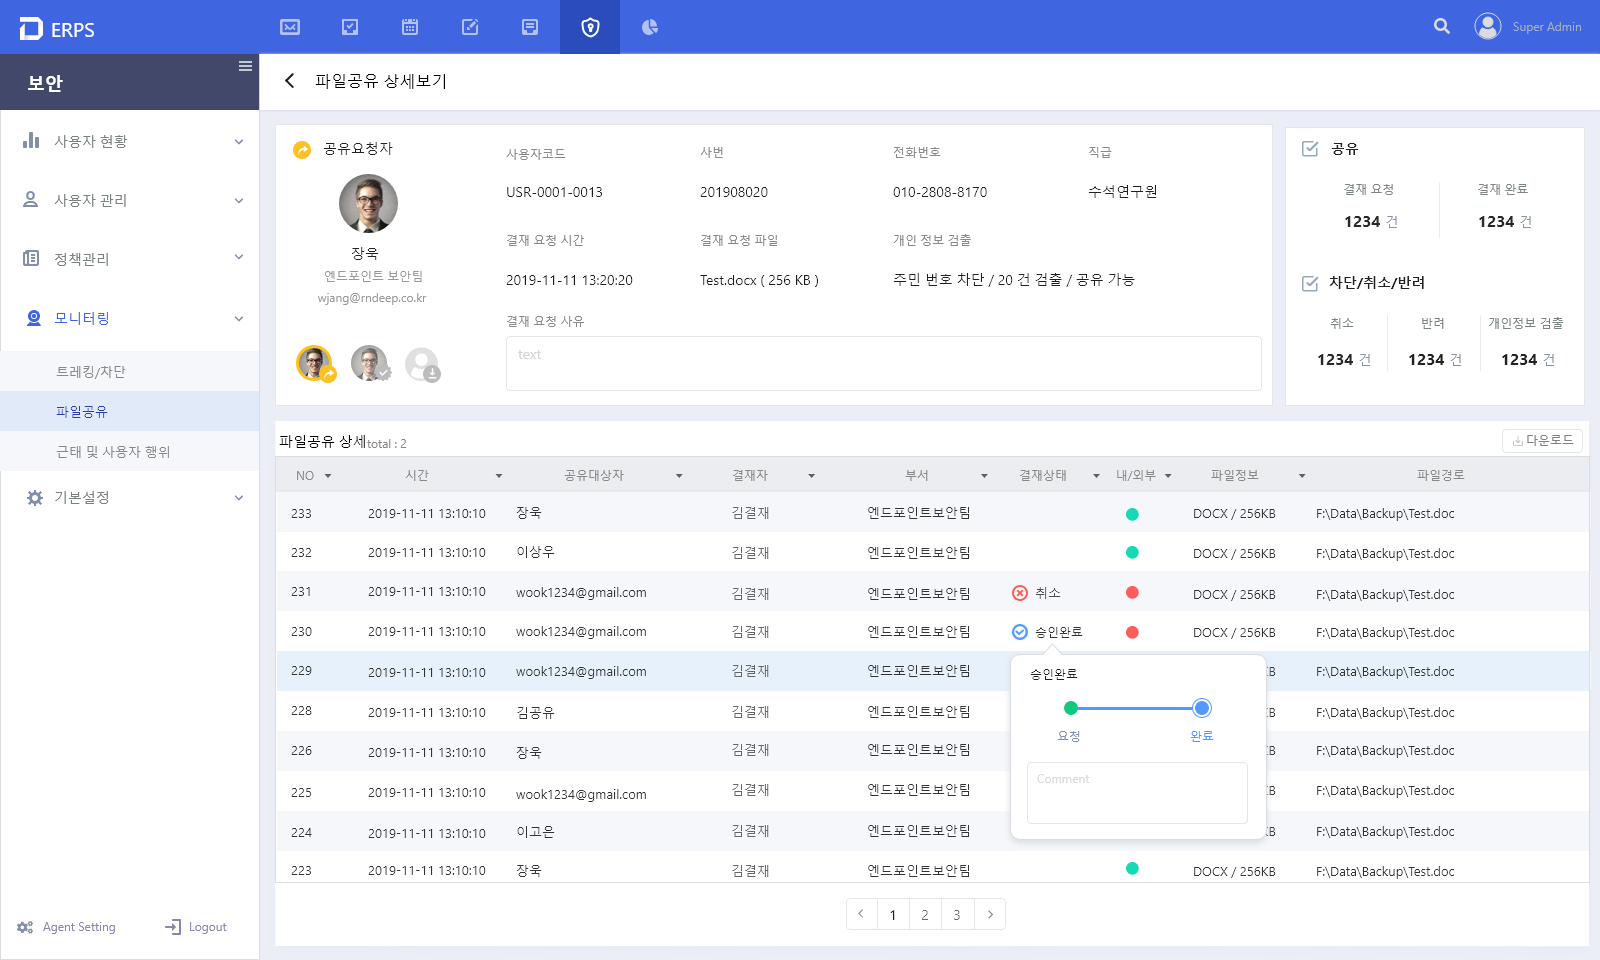 ERPS
Super Admin
보안
사용자 현황
사용자 관리
정책관리
모니터링
트레킹/차단
파일공유
근태 및 사용자 행위
기본설정
Agent Setting
Logout
파일공유 상세보기
공유요청자
장욱
엔드포인트 보안팀
wjang@rndeep.co.kr
사용자코드 사번 전화번호 직급
USR-0001-0013 201908020 010-2808-8170 수석연구원
결재 요청 시간 결재 요청 파일 개인 정보 검출
2019-11-11 13:20:20 Test.docx ( 256 KB ) 주민 번호 차단 / 20 건 검출 / 공유 가능
결재 요청 사유
text
공유
결재 요청 결재 완료
1234 건 1234 건
차단/취소/반려
취소 반려 개인정보 검출
1234 건 1234 건 1234 건
파일공유 상세 total : 2
다운로드
NO 시간 공유대상자 결재자 부서 결재상태 내/외부 파일정보 파일경로
233 2019-11-11 13:10:10 장욱 김결재 엔드포인트보안팀 DOCX / 256KB F:\Data\Backup\Test.doc
232 2019-11-11 13:10:10 이상우 김결재 엔드포인트보안팀 DOCX / 256KB F:\Data\Backup\Test.doc
231 2019-11-11 13:10:10 wook1234@gmail.com 김결재 엔드포인트보안팀 취소 DOCX / 256KB F:\Data\Backup\Test.doc
230 2019-11-11 13:10:10 wook1234@gmail.com 김결재 엔드포인트보안팀 승인완료 DOCX / 256KB F:\Data\Backup\Test.doc
229 2019-11-11 13:10:10 wook1234@gmail.com 김결재 엔드포인트보안팀 F:\Data\Backup\Test.doc
228 2019-11-11 13:10:10 김공유 김결재 엔드포인트보안팀 F:\Data\Backup\Test.doc
226 2019-11-11 13:10:10 장욱 김결재 엔드포인트보안팀 F:\Data\Backup\Test.doc
225 2019-11-11 13:10:10 wook1234@gmail.com 김결재 엔드포인트보안팀 F:\Data\Backup\Test.doc
224 2019-11-11 13:10:10 이고은 김결재 엔드포인트보안팀 F:\Data\Backup\Test.doc
223 2019-11-11 13:10:10 장욱 김결재 엔드포인트보안팀 DOCX / 256KB F:\Data\Backup\Test.doc
승인완료
요청 완료
Comment
1 2 3